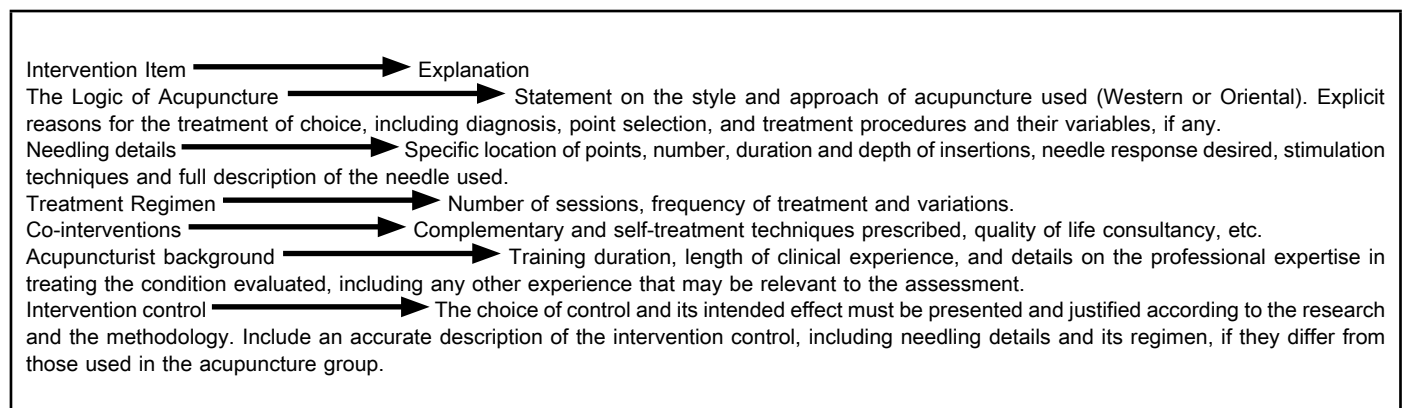 Intervention Item Explanation
The Logic of Acupuncture Statement on the style and approach of acupuncture used (Western or Oriental). Explicit
reasons for the treatment of choice, including diagnosis, point selection, and treatment procedures and their variables, if any.
Needling details Specific location of points, number, duration and depth of insertions, needle response desired, stimulation
techniques and full description of the needle used.
Treatment Regimen Number of sessions, frequency of treatment and variations.
Co-interventions Complementary and self-treatment techniques prescribed, quality of life consultancy, etc.
Acupuncturist background Training duration, length of clinical experience, and details on the professional expertise in
treating the condition evaluated, including any other experience that may be relevant to the assessment.
Intervention control The choice of control and its intended effect must be presented and justified according to the research
and the methodology. Include an accurate description of the intervention control, including needling details and its regimen, if they differ from
those used in the acupuncture group.